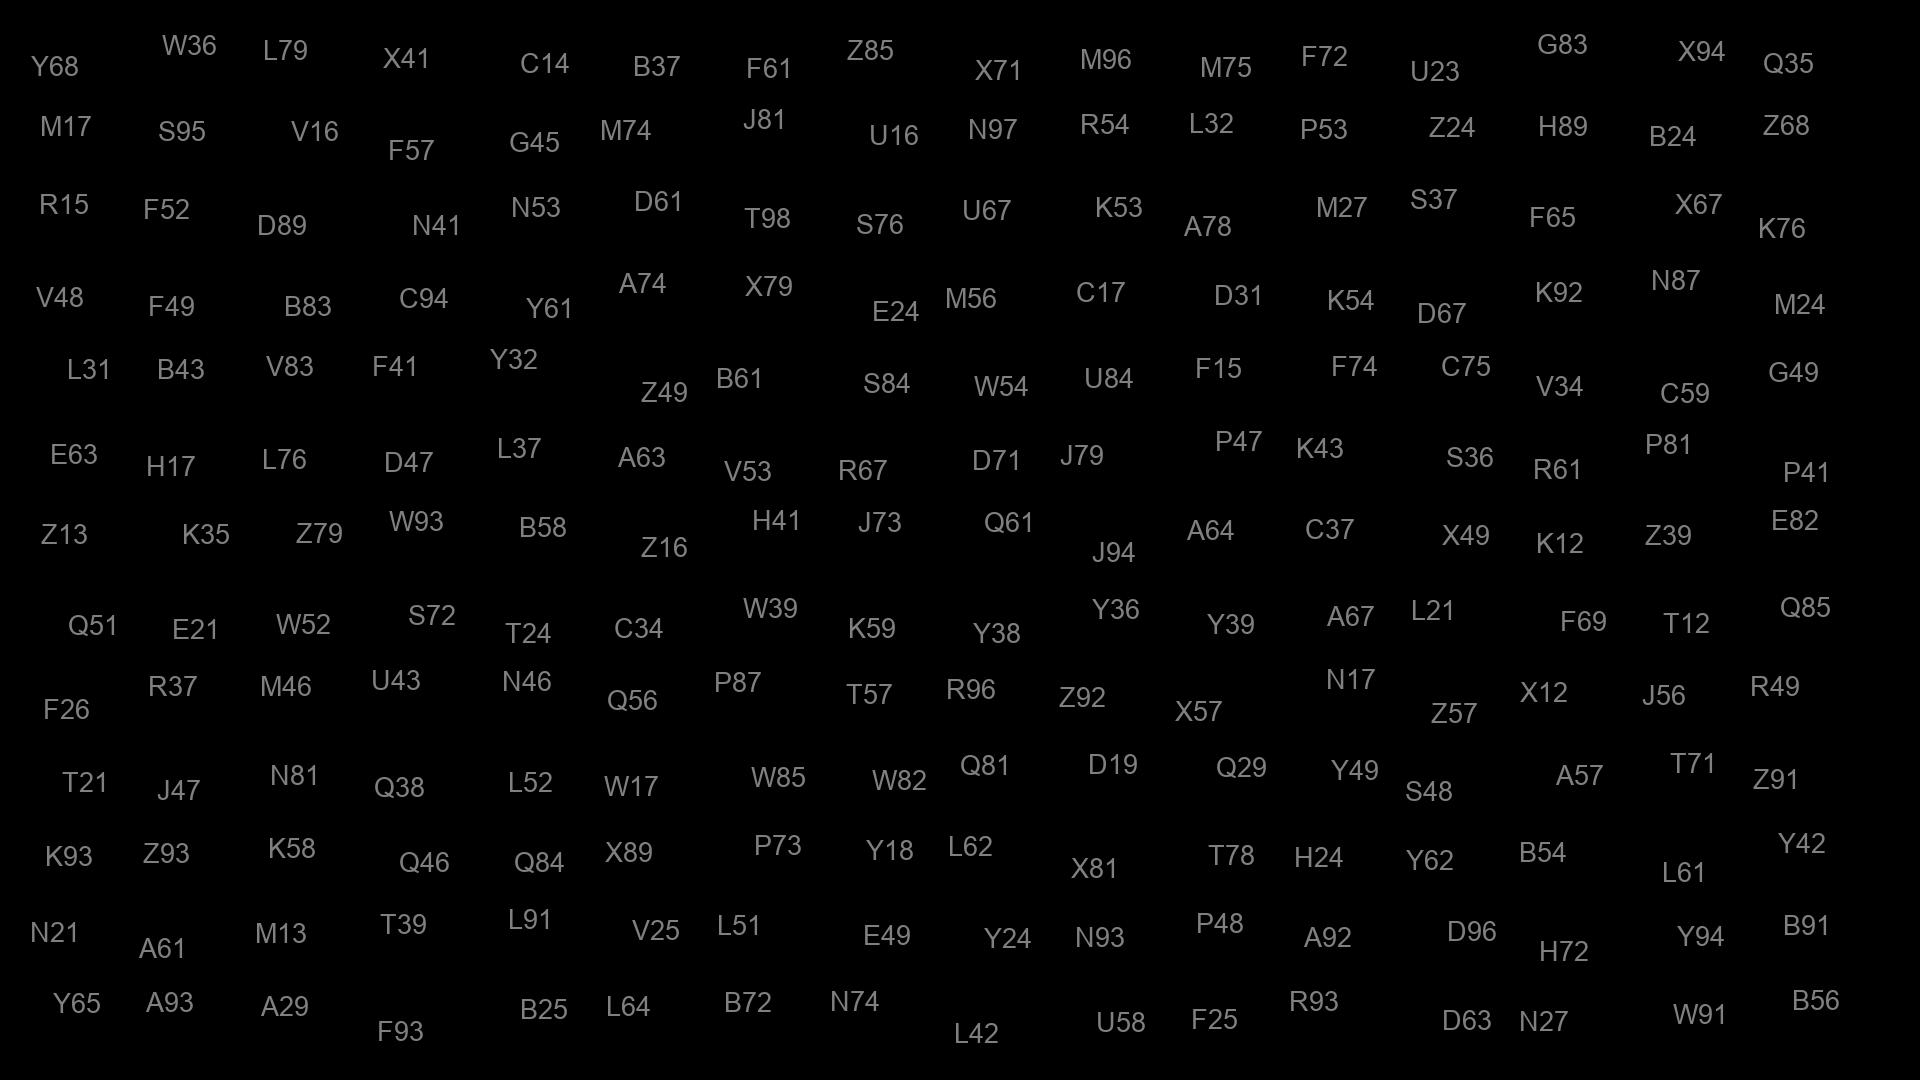 Y68 W36 L79 X41 C14 B37 F61 Z85 X71 M96 M75 F72 U23 G83 X94 Q35
M17 S95 V16 F57 G45 M74 J81 U16 N97 R54 L32 P53 Z24 H89 B24 Z68
R15 F52 D89 N41 N53 D61 T98 S76 U67 K53 A78 M27 S37 F65 X67 K76
V48 F49 B83 C94 Y61 A74 X79 E24 M56 C17 D31 K54 D67 K92 N87 M24
L31 B43 V83 F41 Y32 Z49 B61 S84 W54 U84 F15 F74 C75 V34 C59 G49
E63 H17 L76 D47 L37 A63 V53 R67 D71 J79 P47 K43 S36 R61 P81 P41
Z13 K35 Z79 W93 B58 Z16 H41 J73 Q61 J94 A64 C37 X49 K12 Z39 E82
Q51 E21 W52 S72 T24 C34 W39 K59 Y38 Y36 Y39 A67 L21 F69 T12 Q85
F26 R37 M46 U43 N46 Q56 P87 T57 R96 Z92 X57 N17 Z57 X12 J56 R49
T21 J47 N81 Q38 L52 W17 W85 W82 Q81 D19 Q29 Y49 S48 A57 T71 Z91
K93 Z93 K58 Q46 Q84 X89 P73 Y18 L62 X81 T78 H24 Y62 B54 L61 Y42
N21 A61 M13 T39 L91 V25 L51 E49 Y24 N93 P48 A92 D96 H72 Y94 B91
Y65 A93 A29 F93 B25 L64 B72 N74 L42 U58 F25 R93 D63 N27 W91 B56